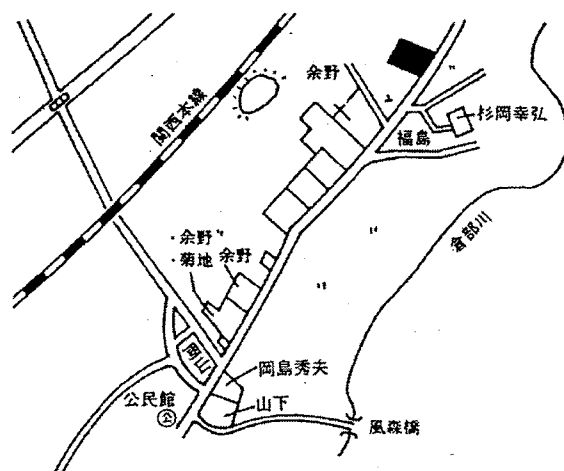 余野
杉岡幸弘
福島
関西本線
倉部川
・余野
・菊地
余野
岡山
岡島秀夫
山下
公民館
公
風森橋